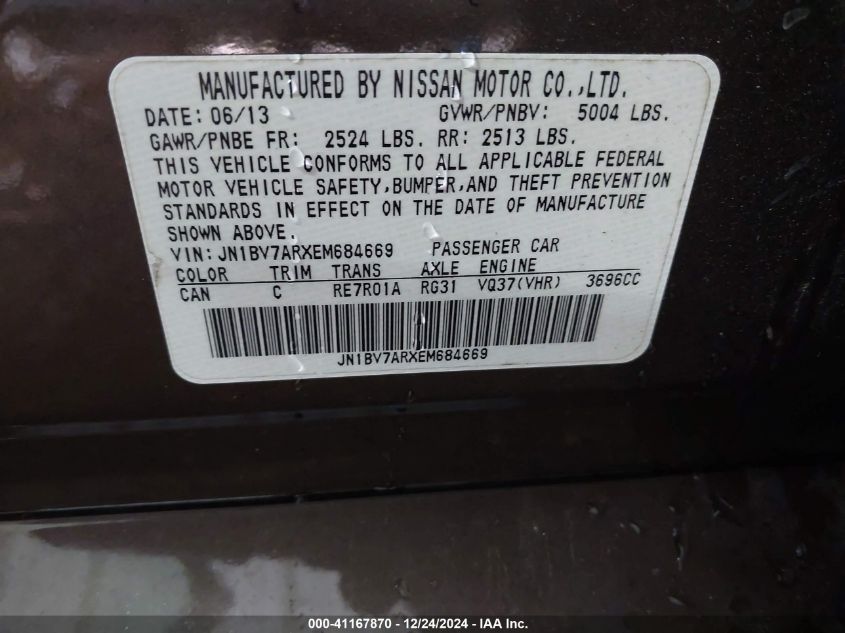 MANUFACTURED BY NISSAN MOTOR CO.,LTD.
DATE: 06/13 GVWR/PNBV: 5004 LBS.
GAWR/PNBE FR: 2524 LBS. RR: 2513 LBS.
THIS VEHICLE CONFORMS TO ALL APPLICABLE FEDERAL
MOTOR VEHICLE SAFETY,BUMPER,AND THEFT PREVENTION
STANDARDS IN EFFECT ON THE DATE OF MANUFACTURE
SHOWN ABOVE.
VIN:JN1BV7ARXEM684669 PASSENGER CAR
COLOR TRIM TRANS AXLE ENGINE
CAN C RE7R01A RG31 VQ37(VHR) 3696CC
JN1BV7ARXEM684669
000-41167870 - 12/24/2024 - IAA Inc.